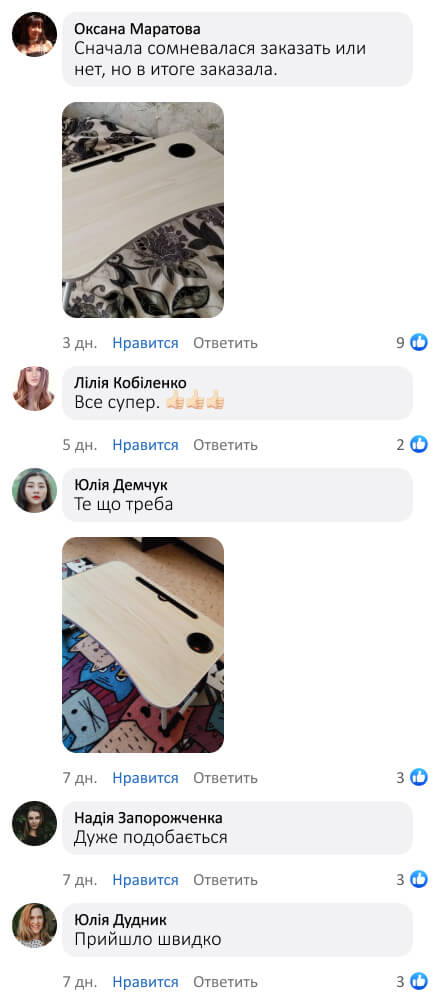 Оксана Маратова
Сначала сомневалася заказать или
нет, но в итоге заказала.
3 дн. Нравится Ответить 9
Лілія Кобіленко
Все супер. 👍🏻👍🏻👍🏻
5 дн. Нравится Ответить 2
Юлія Демчук
Те що треба
7 дн. Нравится Ответить 3
Надія Запорожченка
Дуже подобається
7 дн. Нравится Ответить 3
Юлія Дудник
Прийшло швидко
7 дн. Нравится Ответить 3